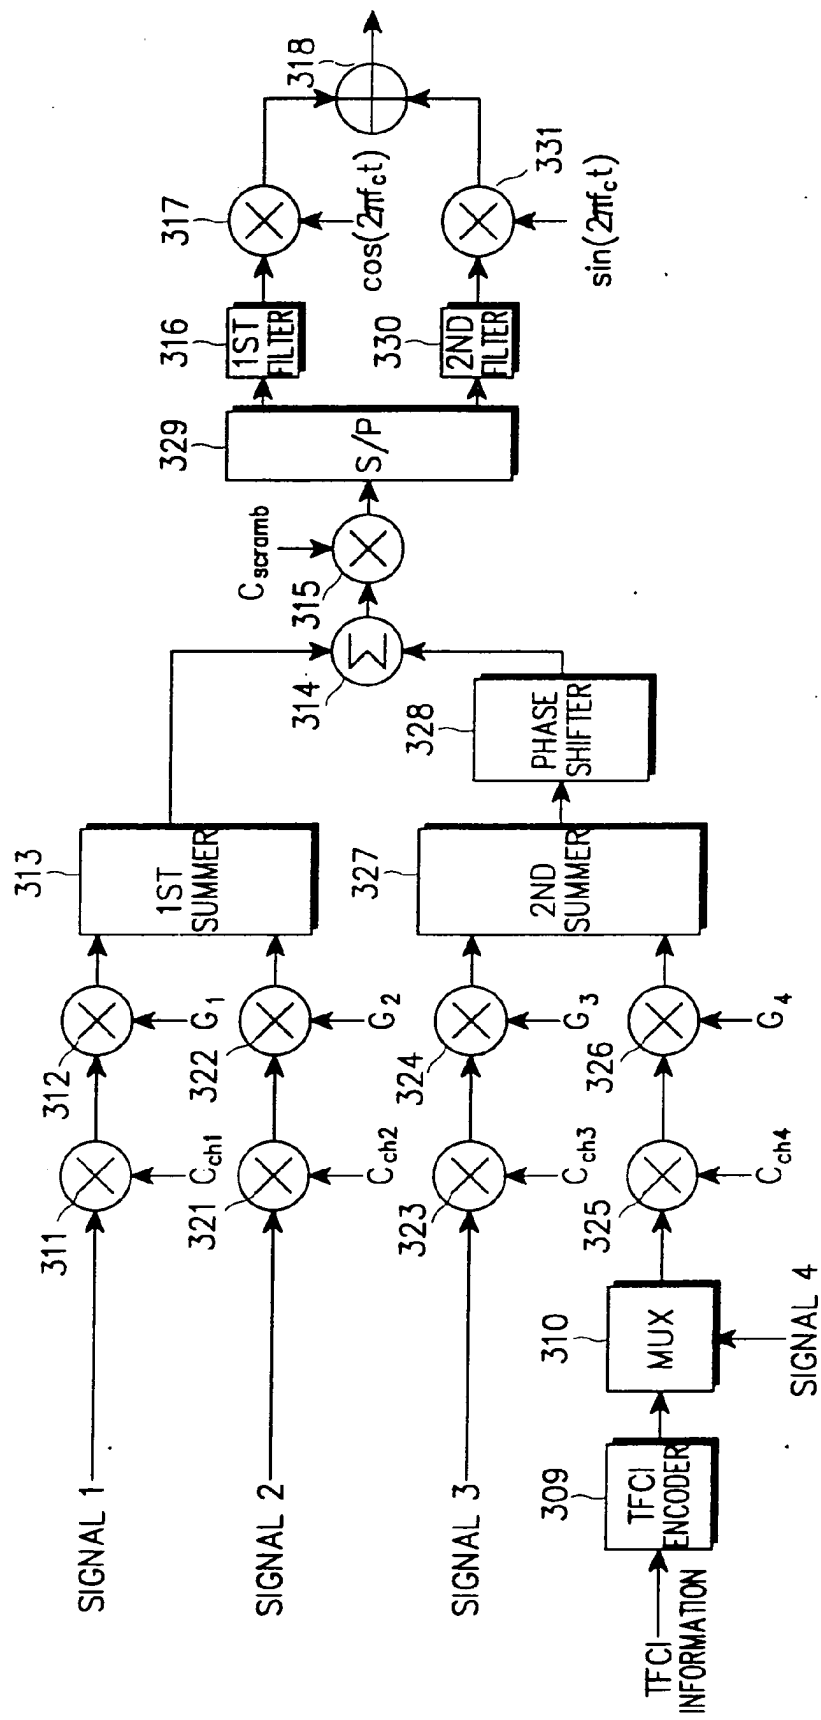 SIGNAL 1
311
C_ch1
312
G_1
313
1ST
SUMMER
SIGNAL 2
321
C_ch2
322
G_2
314
Σ
C_scramb
315
329
S/P
316
1ST
FILTER
317
cos(2πf_ct)
318
SIGNAL 3
323
C_ch3
324
G_3
327
2ND
SUMMER
328
PHASE
SHIFTER
330
2ND
FILTER
331
sin(2πf_ct)
TFCI
INFORMATION
309
TFCI
ENCODER
310
MUX
SIGNAL 4
325
C_ch4
326
G_4